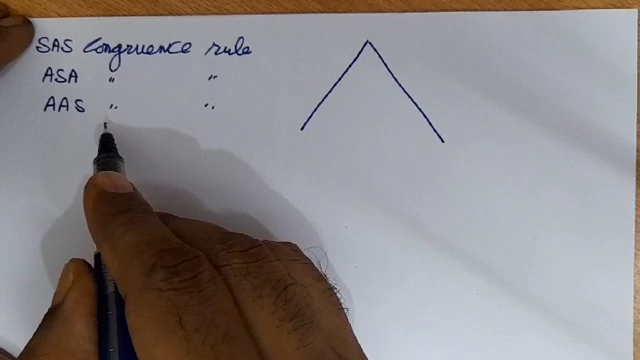 SAS Congruence rule
ASA " "
AAS " "